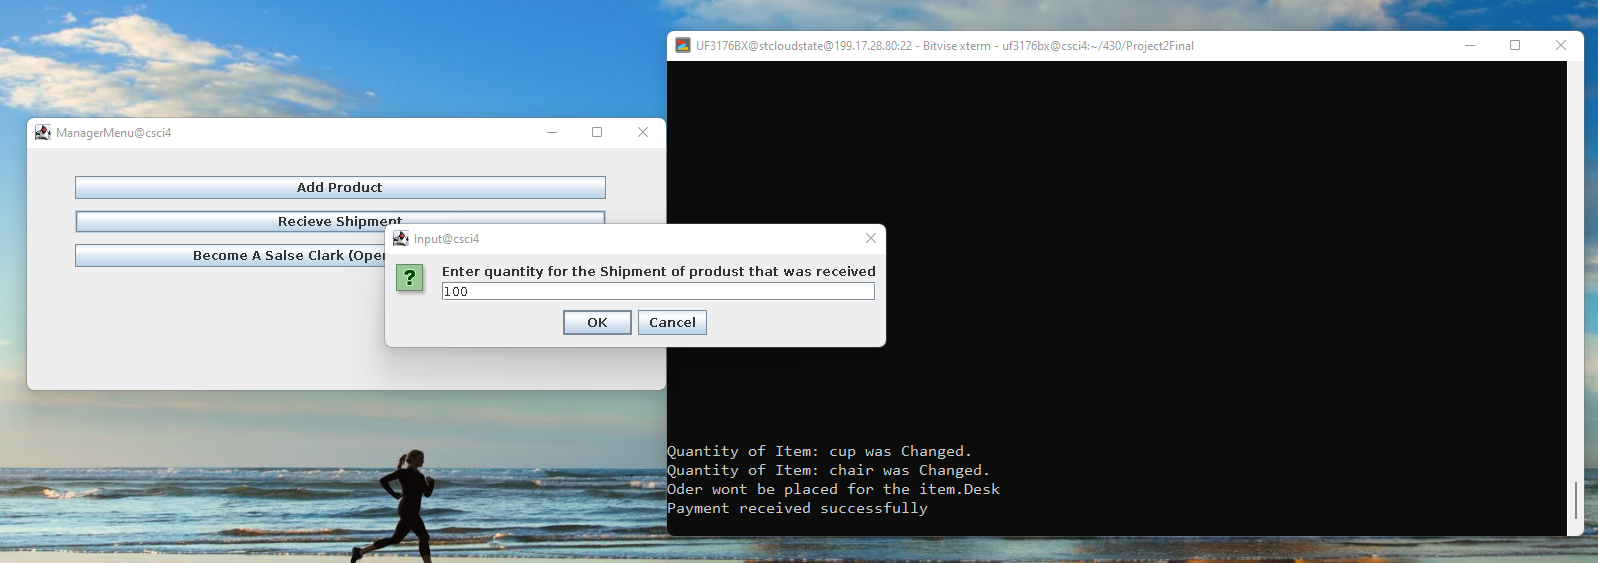 UF3176BX@stcloudstate@199.17.28.80:22 - Bitvise xterm - uf3176bx@csci4:~/430/Project2Final
ManagerMenu@csci4
Add Product
Recieve Shipment
Become A Salse Clark (Oper
Input@csci4
?
Enter quantity for the Shipment of produst that was received
100
OK
Cancel
Quantity of Item: cup was Changed.
Quantity of Item: chair was Changed.
Oder wont be placed for the item.Desk
Payment received successfully